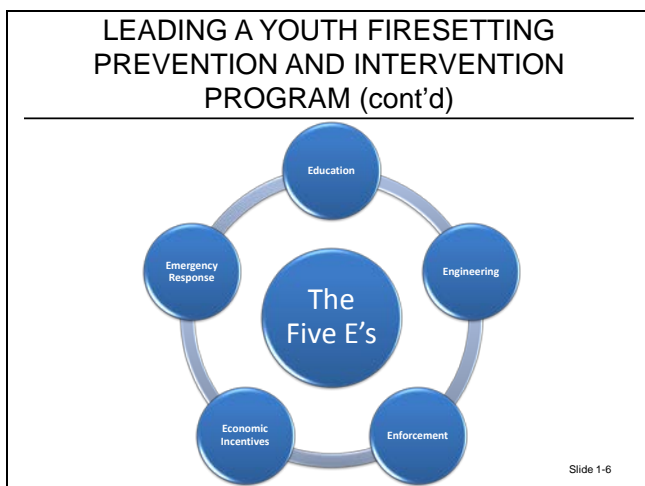 LEADING A YOUTH FIRESETTING
PREVENTION AND INTERVENTION
PROGRAM (cont’d)
Education
Engineering
Enforcement
Economic
Incentives
Emergency
Response
The
Five E’s
Slide 1-6